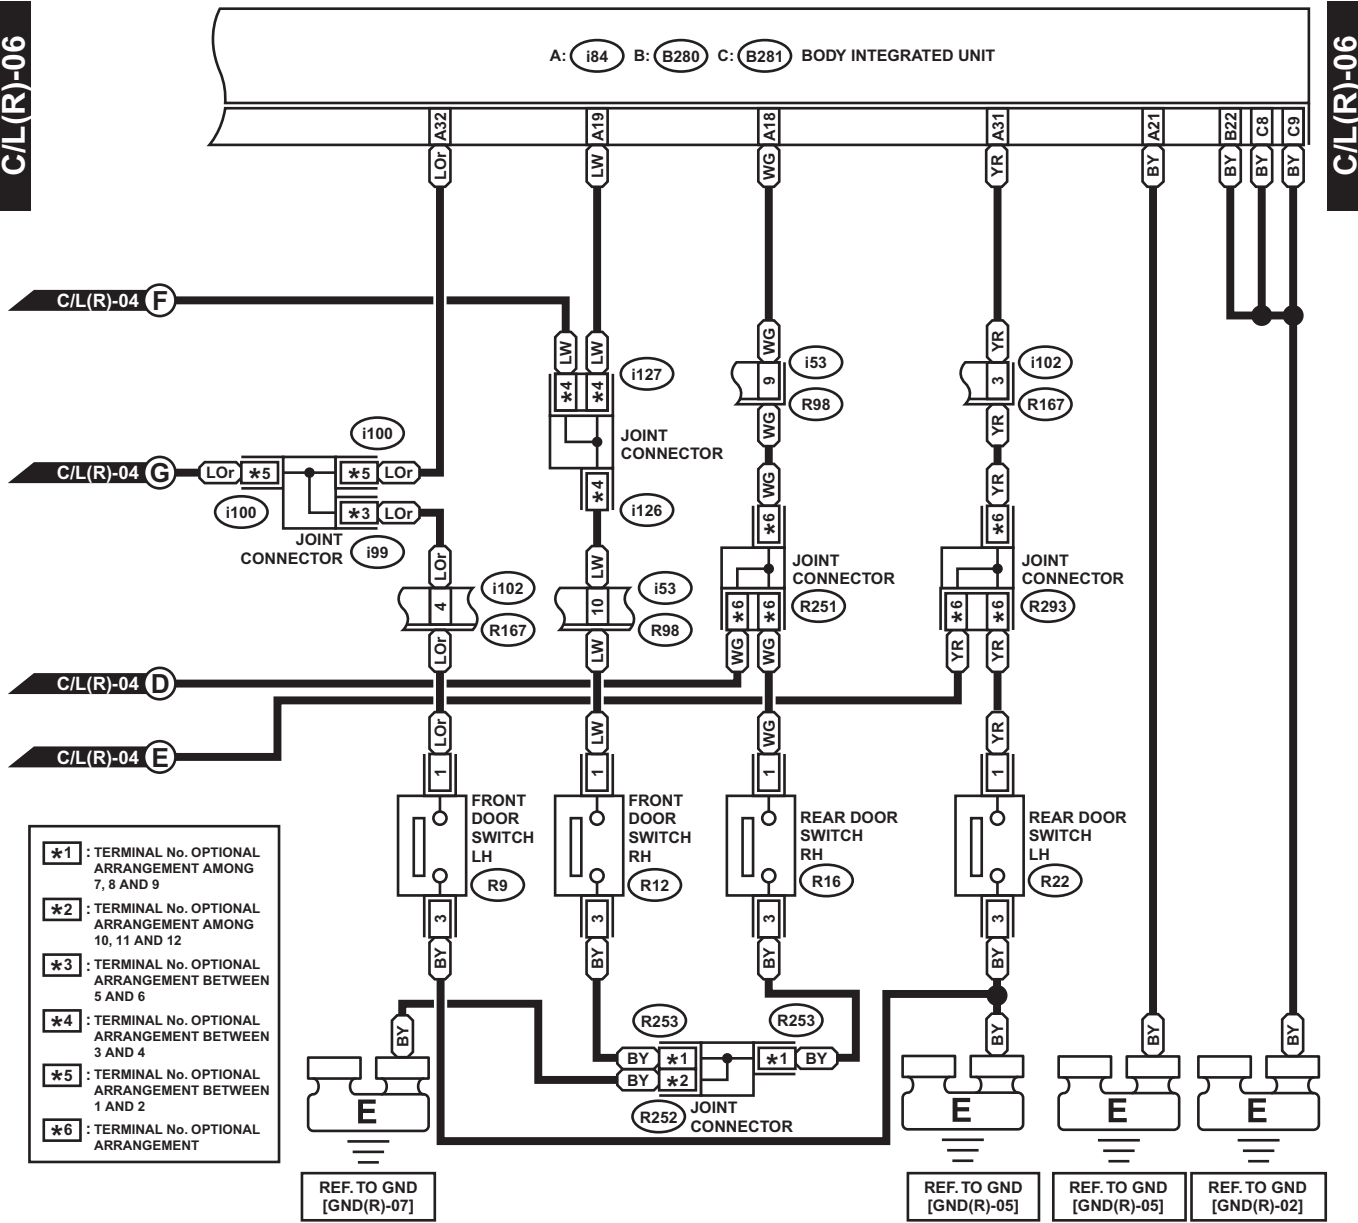 C/L(R)-06
C/L(R)-06
A: i84 B: B280 C: B281 BODY INTEGRATED UNIT
A32 A19 A18 A31 A21 B22 C8 C9
LOr LW WG YR BY BY BY BY
C/L(R)-04 F
LW LW WG YR
i127
*4 *4
i53
9
R98
i102
3
R167
WG YR
JOINT
CONNECTOR
i100
C/L(R)-04 G LOr *5 *5 LOr
*4
WG YR
i100
*3 LOr
i126
*6 *6
JOINT
CONNECTOR
i99
LOr LW
JOINT
CONNECTOR
R251
JOINT
CONNECTOR
R293
4
i102
R167
10
i53
R98
*6 *6 *6 *6
LOr LW WG WG YR YR
C/L(R)-04 D
LOr LW WG YR
C/L(R)-04 E
1 1 1 1
FRONT
DOOR
SWITCH
LH
R9
FRONT
DOOR
SWITCH
RH
R12
REAR DOOR
SWITCH
RH
R16
REAR DOOR
SWITCH
LH
R22
3 3 3 3
BY BY BY BY
*1 : TERMINAL No. OPTIONAL
ARRANGEMENT AMONG
7, 8 AND 9
*2 : TERMINAL No. OPTIONAL
ARRANGEMENT AMONG
10, 11 AND 12
*3 : TERMINAL No. OPTIONAL
ARRANGEMENT BETWEEN
5 AND 6
*4 : TERMINAL No. OPTIONAL
ARRANGEMENT BETWEEN
3 AND 4
*5 : TERMINAL No. OPTIONAL
ARRANGEMENT BETWEEN
1 AND 2
*6 : TERMINAL No. OPTIONAL
ARRANGEMENT
R253 R253
BY BY BY BY
BY *1 *1 BY
BY *2
R252
JOINT
CONNECTOR
E E E E
REF. TO GND
[GND(R)-07]
REF. TO GND
[GND(R)-05]
REF. TO GND
[GND(R)-05]
REF. TO GND
[GND(R)-02]